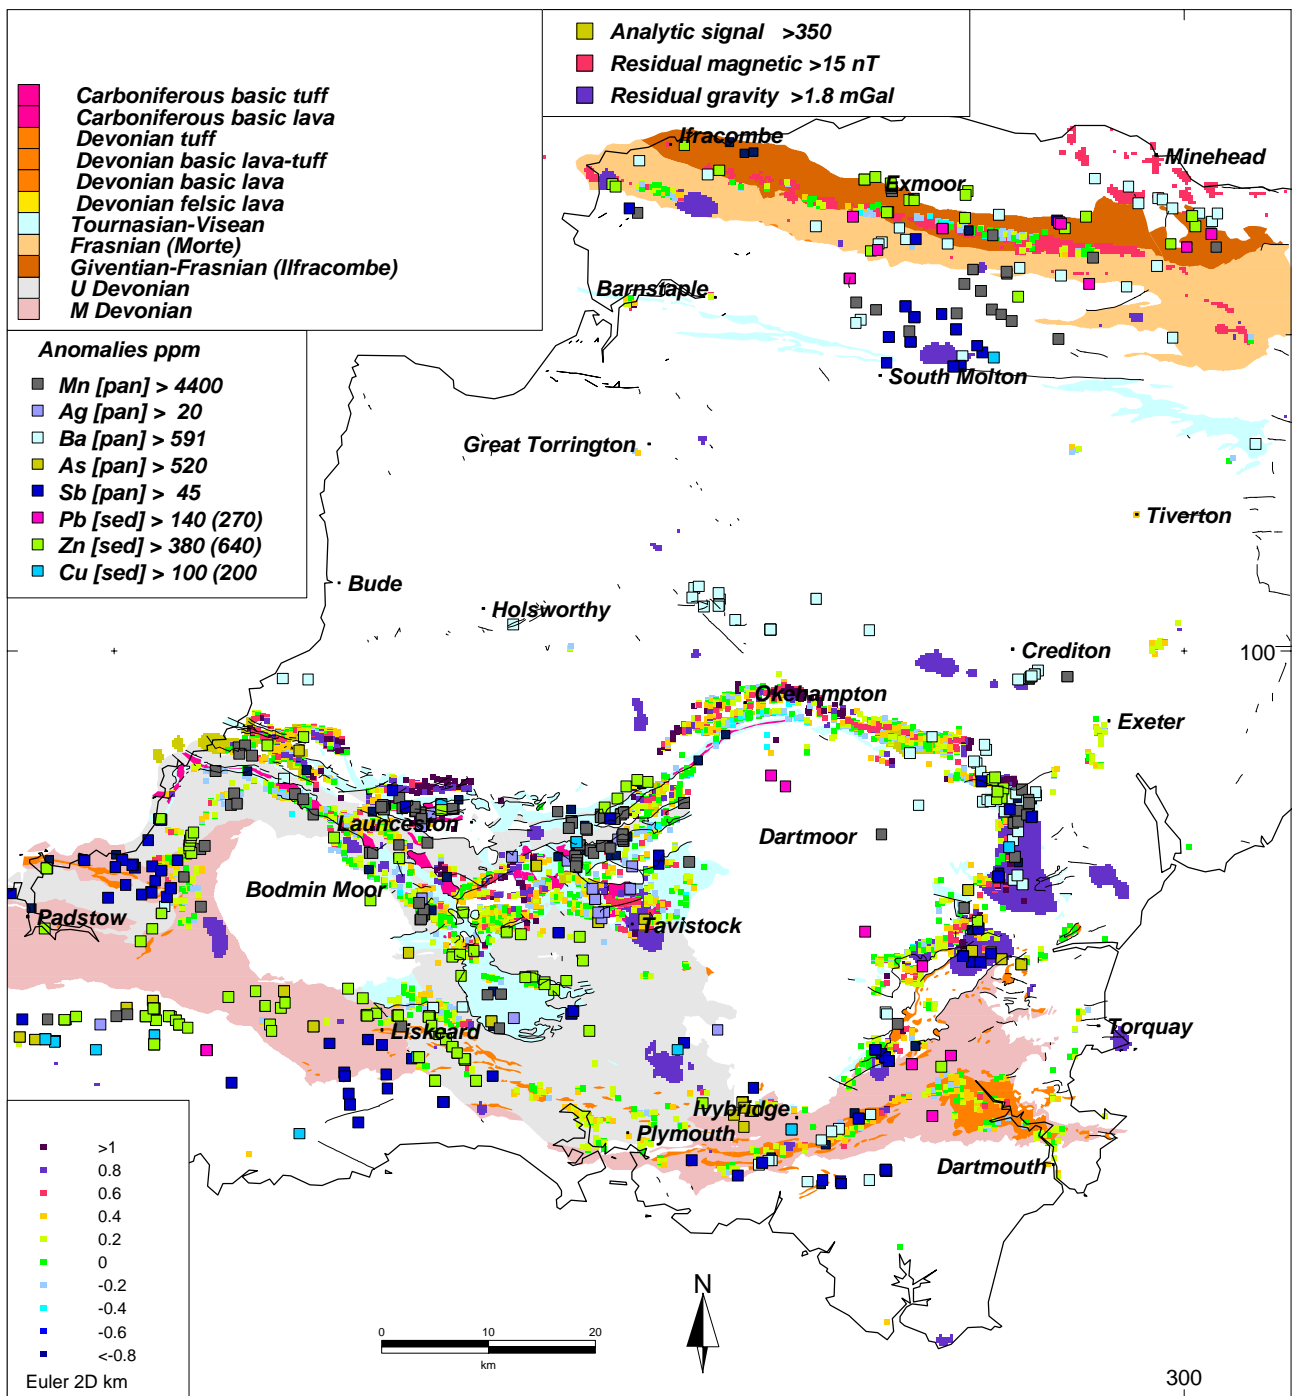 Analytic signal >350
Residual magnetic >15 nT
Residual gravity >1.8 mGal
Carboniferous basic tuff
Carboniferous basic lava
Devonian tuff
Devonian basic lava-tuff
Devonian basic lava
Devonian felsic lava
Tournasian-Visean
Frasnian (Morte)
Giventian-Frasnian (Ilfracombe)
U Devonian
M Devonian
Anomalies ppm
Mn [pan] > 4400
Ag [pan] > 20
Ba [pan] > 591
As [pan] > 520
Sb [pan] > 45
Pb [sed] > 140 (270)
Zn [sed] > 380 (640)
Cu [sed] > 100 (200
Ilfracombe
Minehead
Exmoor
Barnstaple
South Molton
Great Torrington
Tiverton
Bude
Holsworthy
Crediton
100
Okehampton
Exeter
Launceston
Dartmoor
Bodmin Moor
Padstow
Tavistock
Liskeard
Torquay
Ivybridge
Plymouth
Dartmouth
>1
0.8
0.6
0.4
0.2
0
-0.2
-0.4
-0.6
<-0.8
Euler 2D km
N
0 10 20
km
300